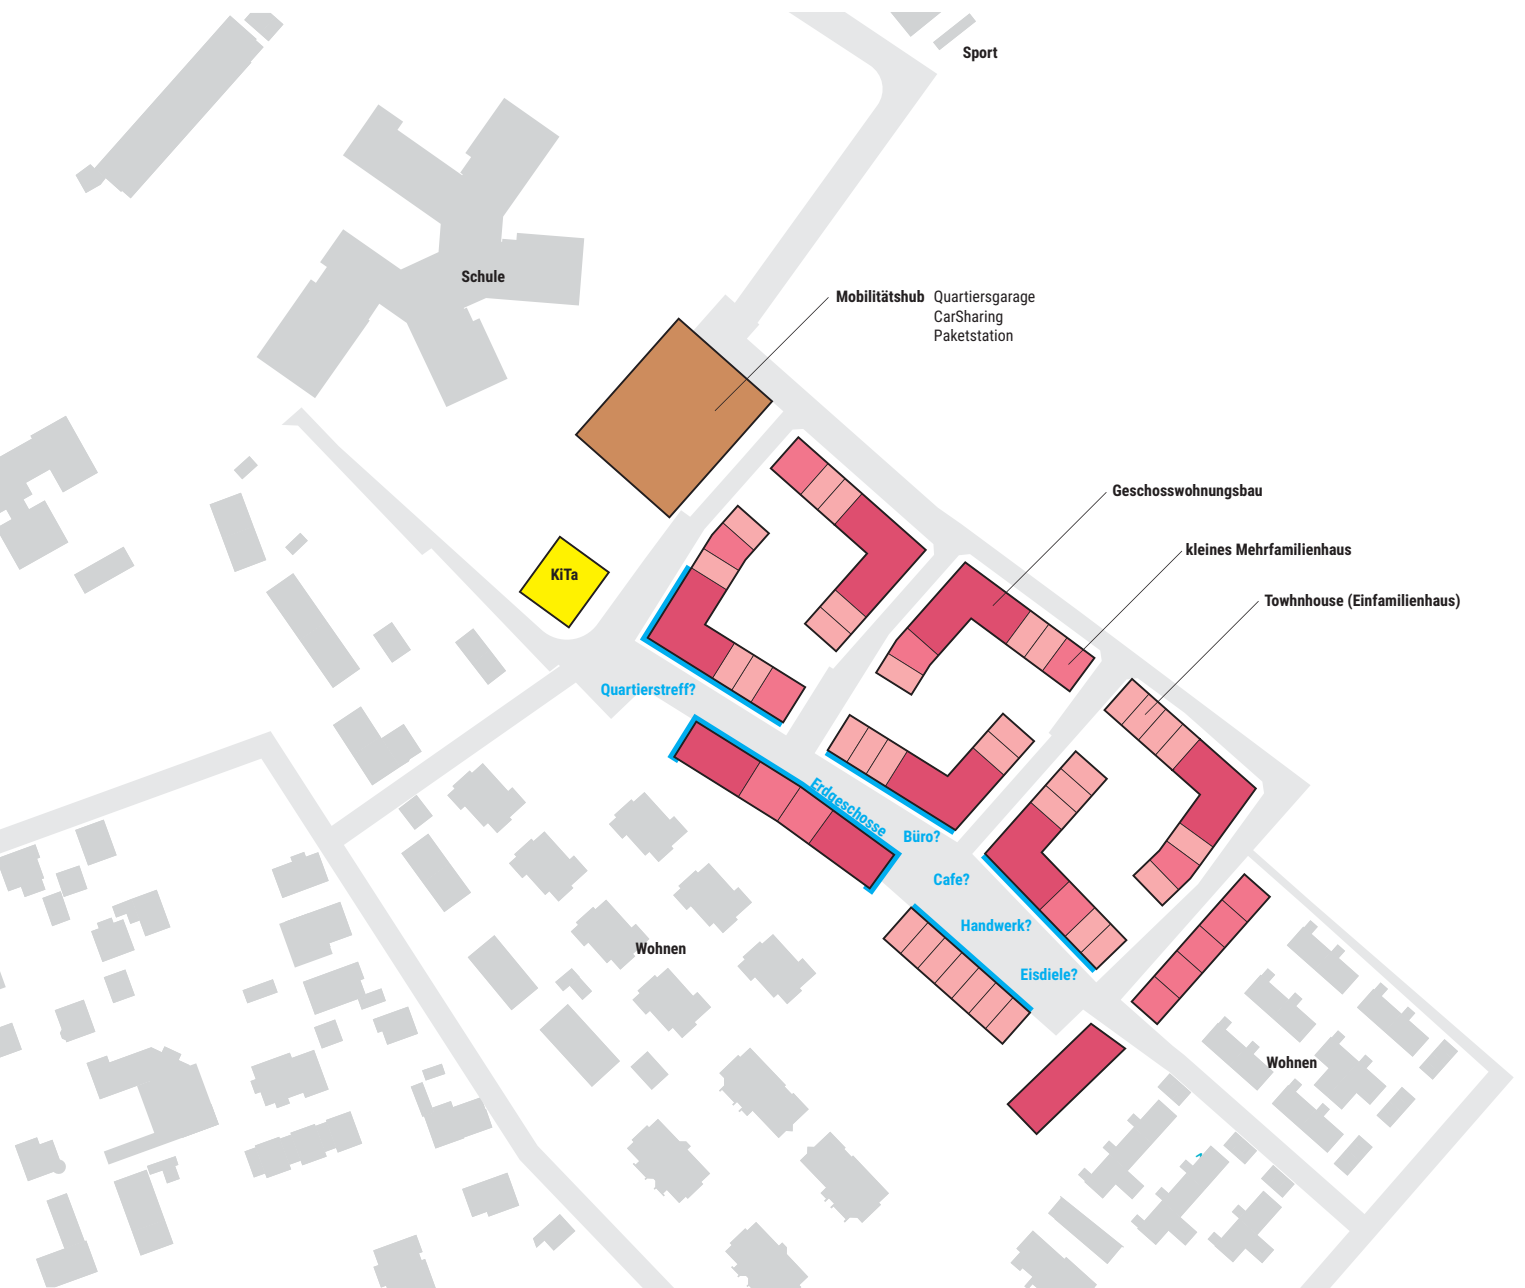 Sport
Schule
Mobilitätshub Quartiersgarage
CarSharing
Paketstation
Geschosswohnungsbau
kleines Mehrfamilienhaus
KiTa
Towhnhouse (Einfamilienhaus)
Quartierstreff?
Erdgeschosse
Büro?
Cafe?
Handwerk?
Wohnen
Eisdiele?
Wohnen